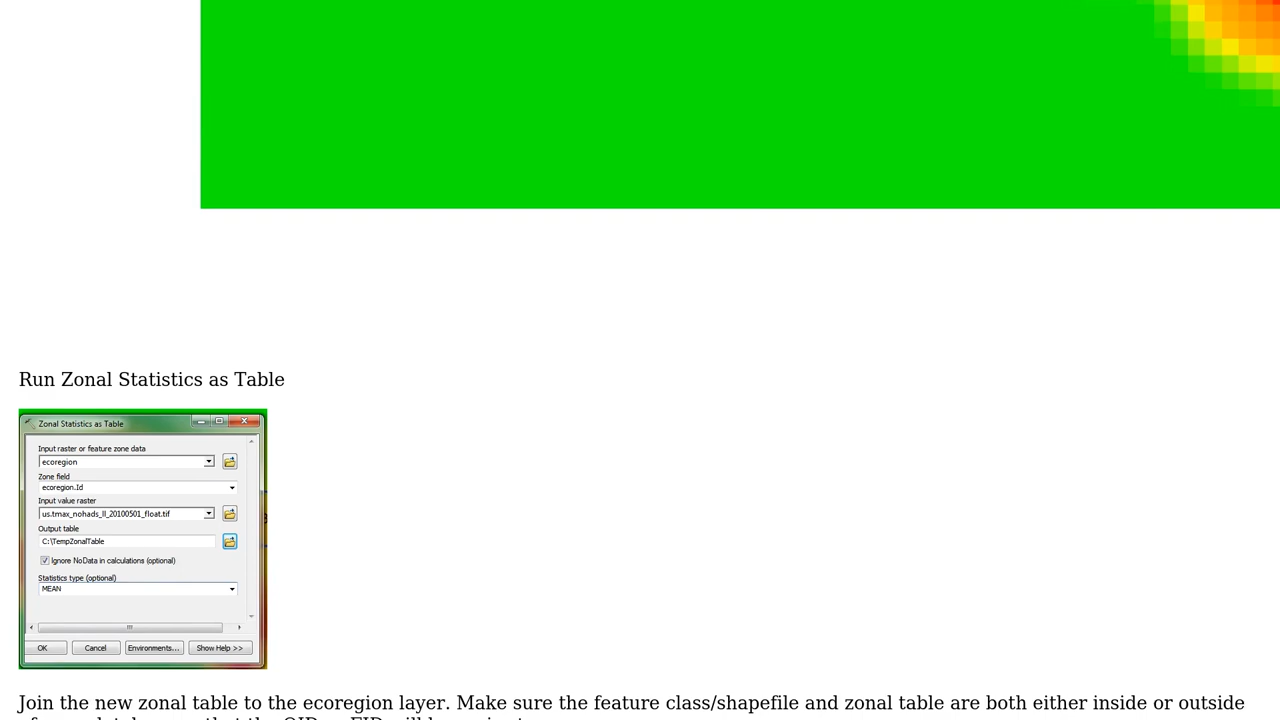 Run Zonal Statistics as Table
Zonal Statistics as Table
Input raster or feature zone data
ecoregion
Zone field
ecoregion.Id
Input value raster
us.tmax_nohads_ll_20100501_float.tif
Output table
C:\TempZonalTable
Ignore NoData in calculations (optional)
Statistics type (optional)
MEAN
OK Cancel Environments... Show Help >>
Join the new zonal table to the ecoregion layer. Make sure the feature class/shapefile and zonal table are both either inside or outside